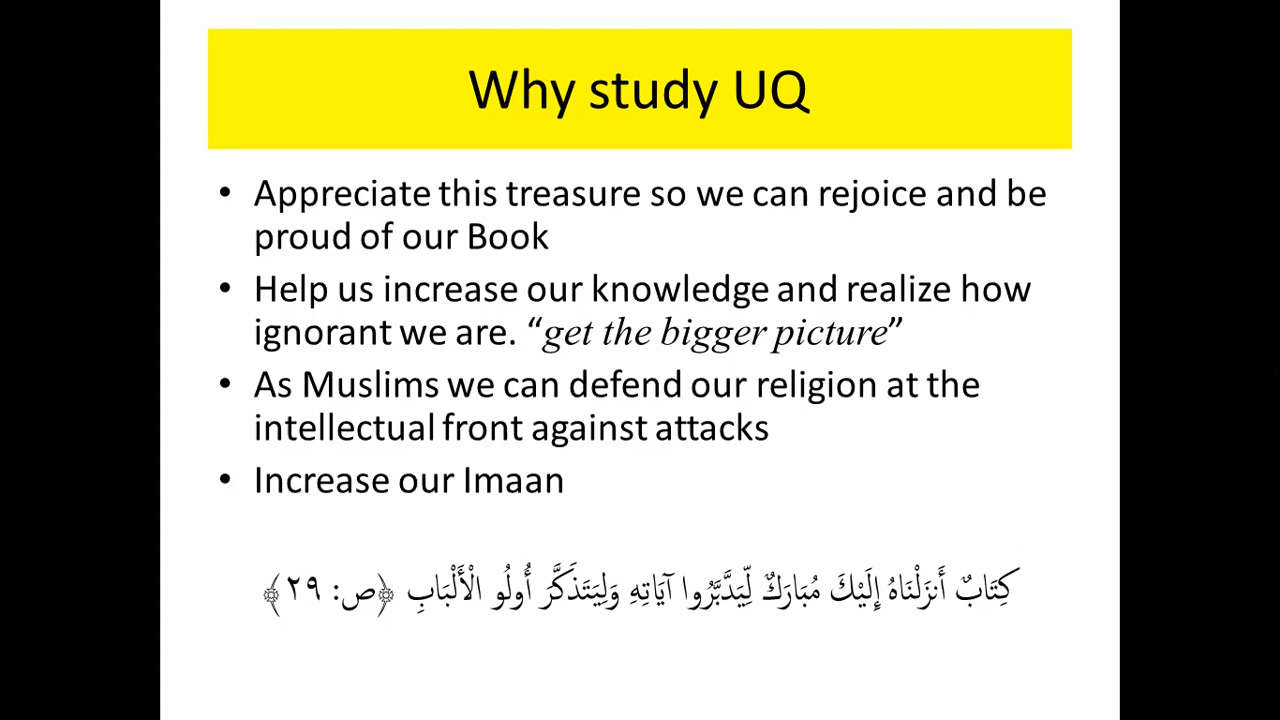 Why study UQ
• Appreciate this treasure so we can rejoice and be
proud of our Book
• Help us increase our knowledge and realize how
ignorant we are. “get the bigger picture”
• As Muslims we can defend our religion at the
intellectual front against attacks
• Increase our Imaan
كِتَابٌ أَنزَلْنَاهُ إِلَيْكَ مُبَارَكٌ لِّيَدَّبَّرُوا آيَاتِهِ وَلِيَتَذَكَّرَ أُولُو الْأَلْبَابِ ﴿ص: ٢٩﴾